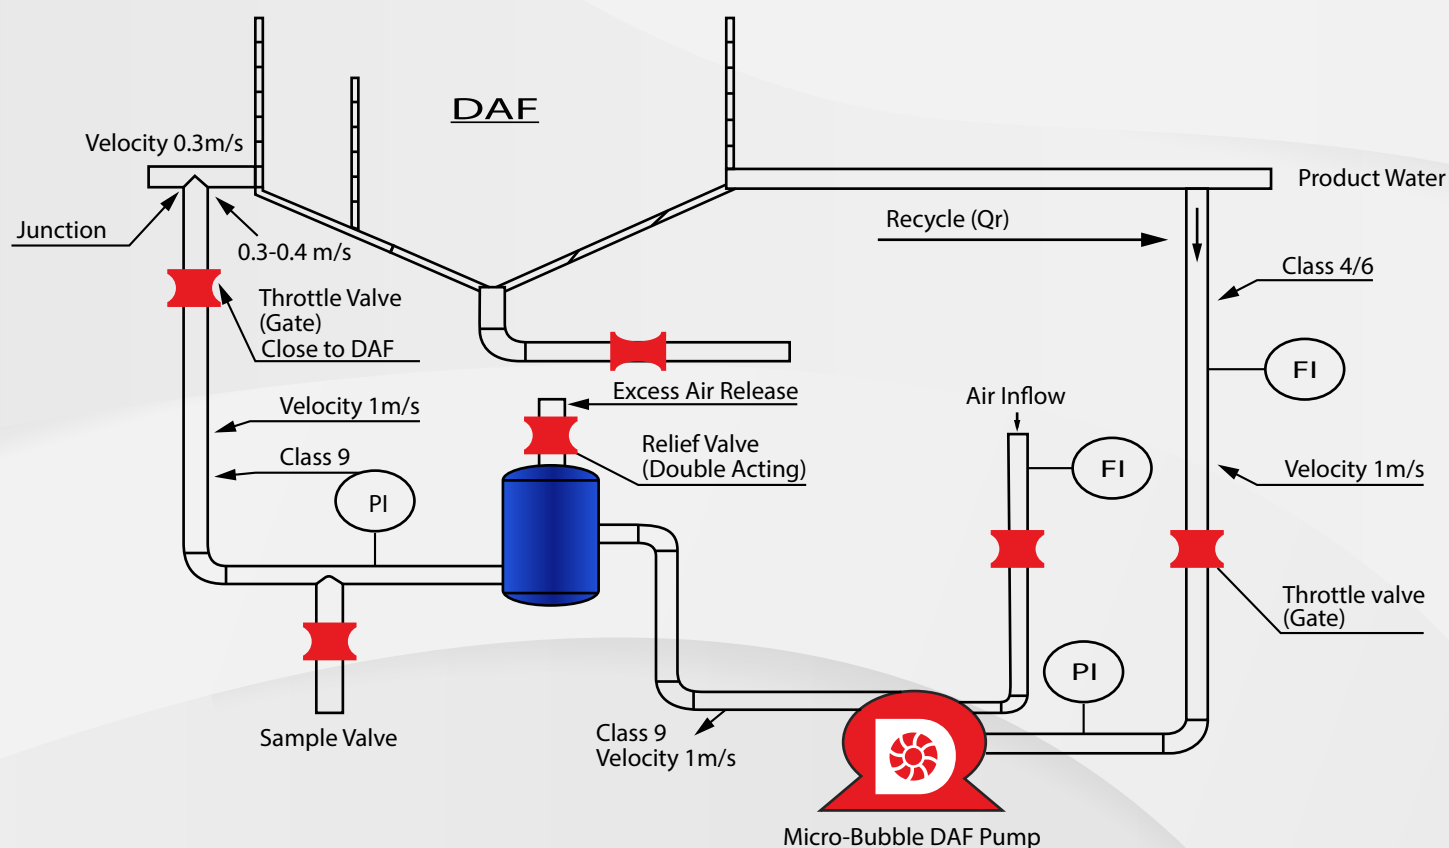 DAF
Velocity 0.3m/s
Product Water
Junction
0.3-0.4 m/s
Recycle (Qr)
Class 4/6
Throttle Valve
(Gate)
Close to DAF
FI
Excess Air Release
Air Inflow
Velocity 1m/s
Relief Valve
(Double Acting)
Class 9
FI
Velocity 1m/s
PI
Throttle valve
(Gate)
PI
Sample Valve
Class 9
Velocity 1m/s
D
Micro-Bubble DAF Pump